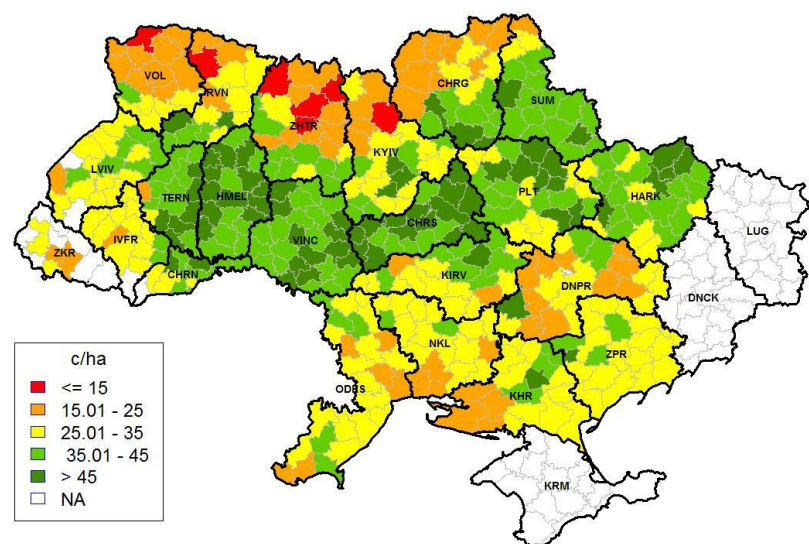 VOL
RVN
ZHTR
CHRG
SUM
KYIV
LVIV
TERN
HMEL
PLT
HARK
LUG
IVFR
VINC
CHRS
ZKR
CHRN
KIRV
DNPR
DNCK
NKL
ZPR
ODES
KHR
KRM
c/ha
<= 15
15.01 - 25
25.01 - 35
35.01 - 45
> 45
NA